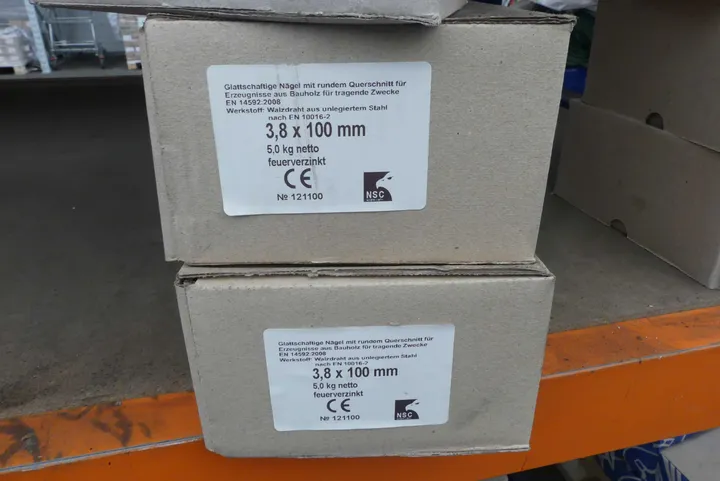 Glattschaftige Nägel mit rundem Querschnitt für
Erzeugnisse aus Bauholz für tragende Zwecke
EN 14592:2008
Werkstoff: Walzdraht aus unlegiertem Stahl
nach EN 10016-2
3,8 x 100 mm
5,0 kg netto
feuerverzinkt
CE
NSC
№ 121100
Glattschaftige Nägel mit rundem Querschnitt für
Erzeugnisse aus Bauholz für tragende Zwecke
EN 14592:2008
Werkstoff: Walzdraht aus unlegiertem Stahl
nach EN 10016-2
3,8 x 100 mm
5,0 kg netto
feuerverzinkt
CE
NSC
№ 121100